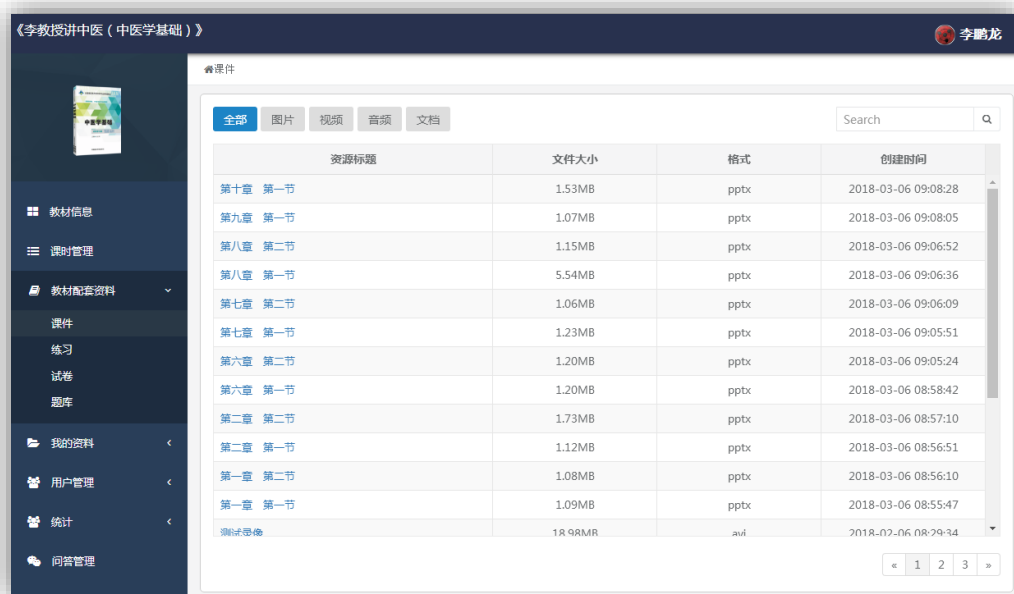 《李教授讲中医（中医学基础）》
李鹏龙
中医学基础
教材信息
课时管理
教材配套资料
课件
练习
试卷
题库
我的资料
用户管理
统计
问答管理
课件
全部 图片 视频 音频 文档 Search
资源标题 文件大小 格式 创建时间
第十章 第一节 1.53MB pptx 2018-03-06 09:08:28
第九章 第一节 1.07MB pptx 2018-03-06 09:08:05
第八章 第二节 1.15MB pptx 2018-03-06 09:06:52
第八章 第一节 5.54MB pptx 2018-03-06 09:06:36
第七章 第二节 1.06MB pptx 2018-03-06 09:06:09
第七章 第一节 1.23MB pptx 2018-03-06 09:05:51
第六章 第二节 1.20MB pptx 2018-03-06 09:05:24
第六章 第一节 1.20MB pptx 2018-03-06 08:58:42
第二章 第二节 1.73MB pptx 2018-03-06 08:57:10
第二章 第一节 1.12MB pptx 2018-03-06 08:56:51
第一章 第二节 1.08MB pptx 2018-03-06 08:56:10
第一章 第一节 1.09MB pptx 2018-03-06 08:55:47
测试录像 18.98MB avi 2018-02-06 08:29:34
« 1 2 3 »